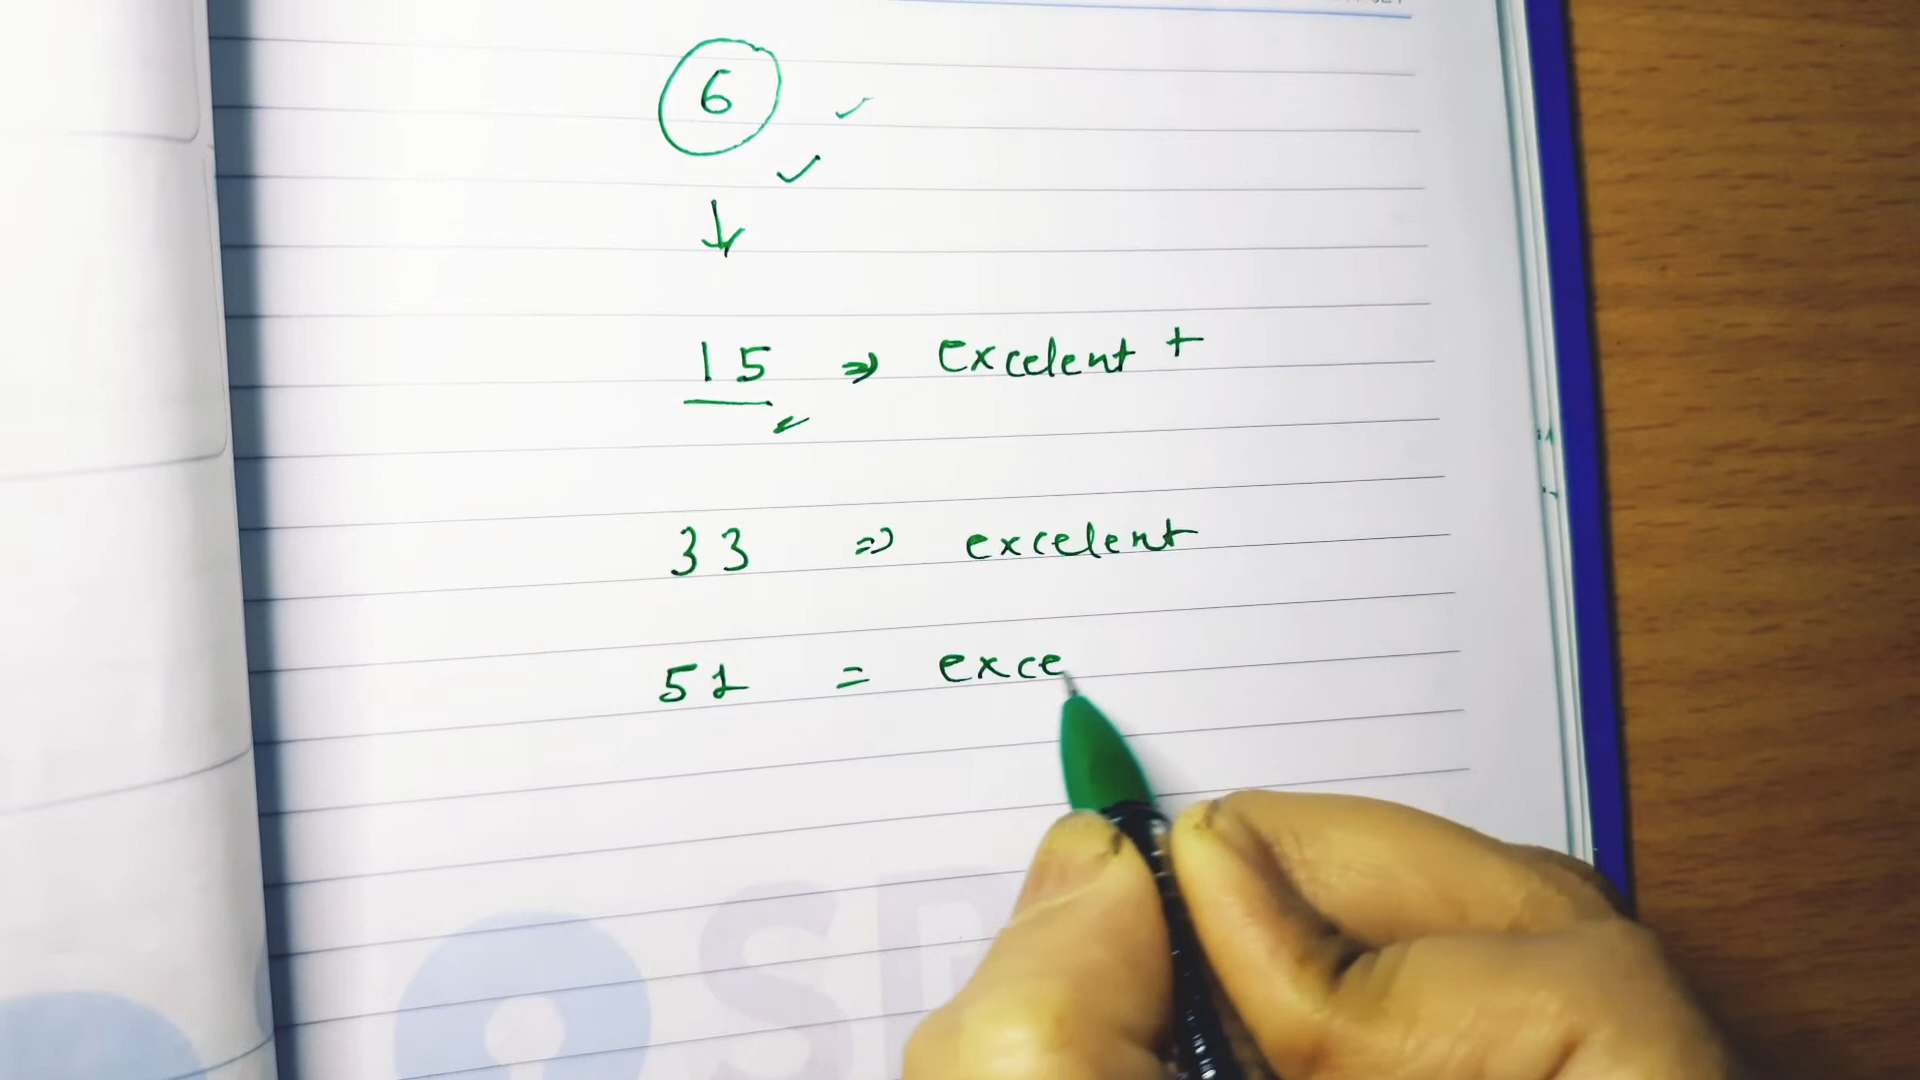 6
15 ⇒ Excelent +
33 ⇒ excelent
51 = exce